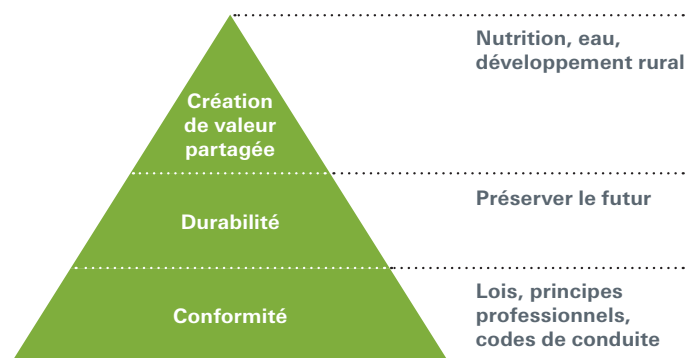 Nutrition, eau,
développement rural
Création
de valeur
partagée
Préserver le futur
Durabilité
Lois, principes
professionnels,
codes de conduite
Conformité